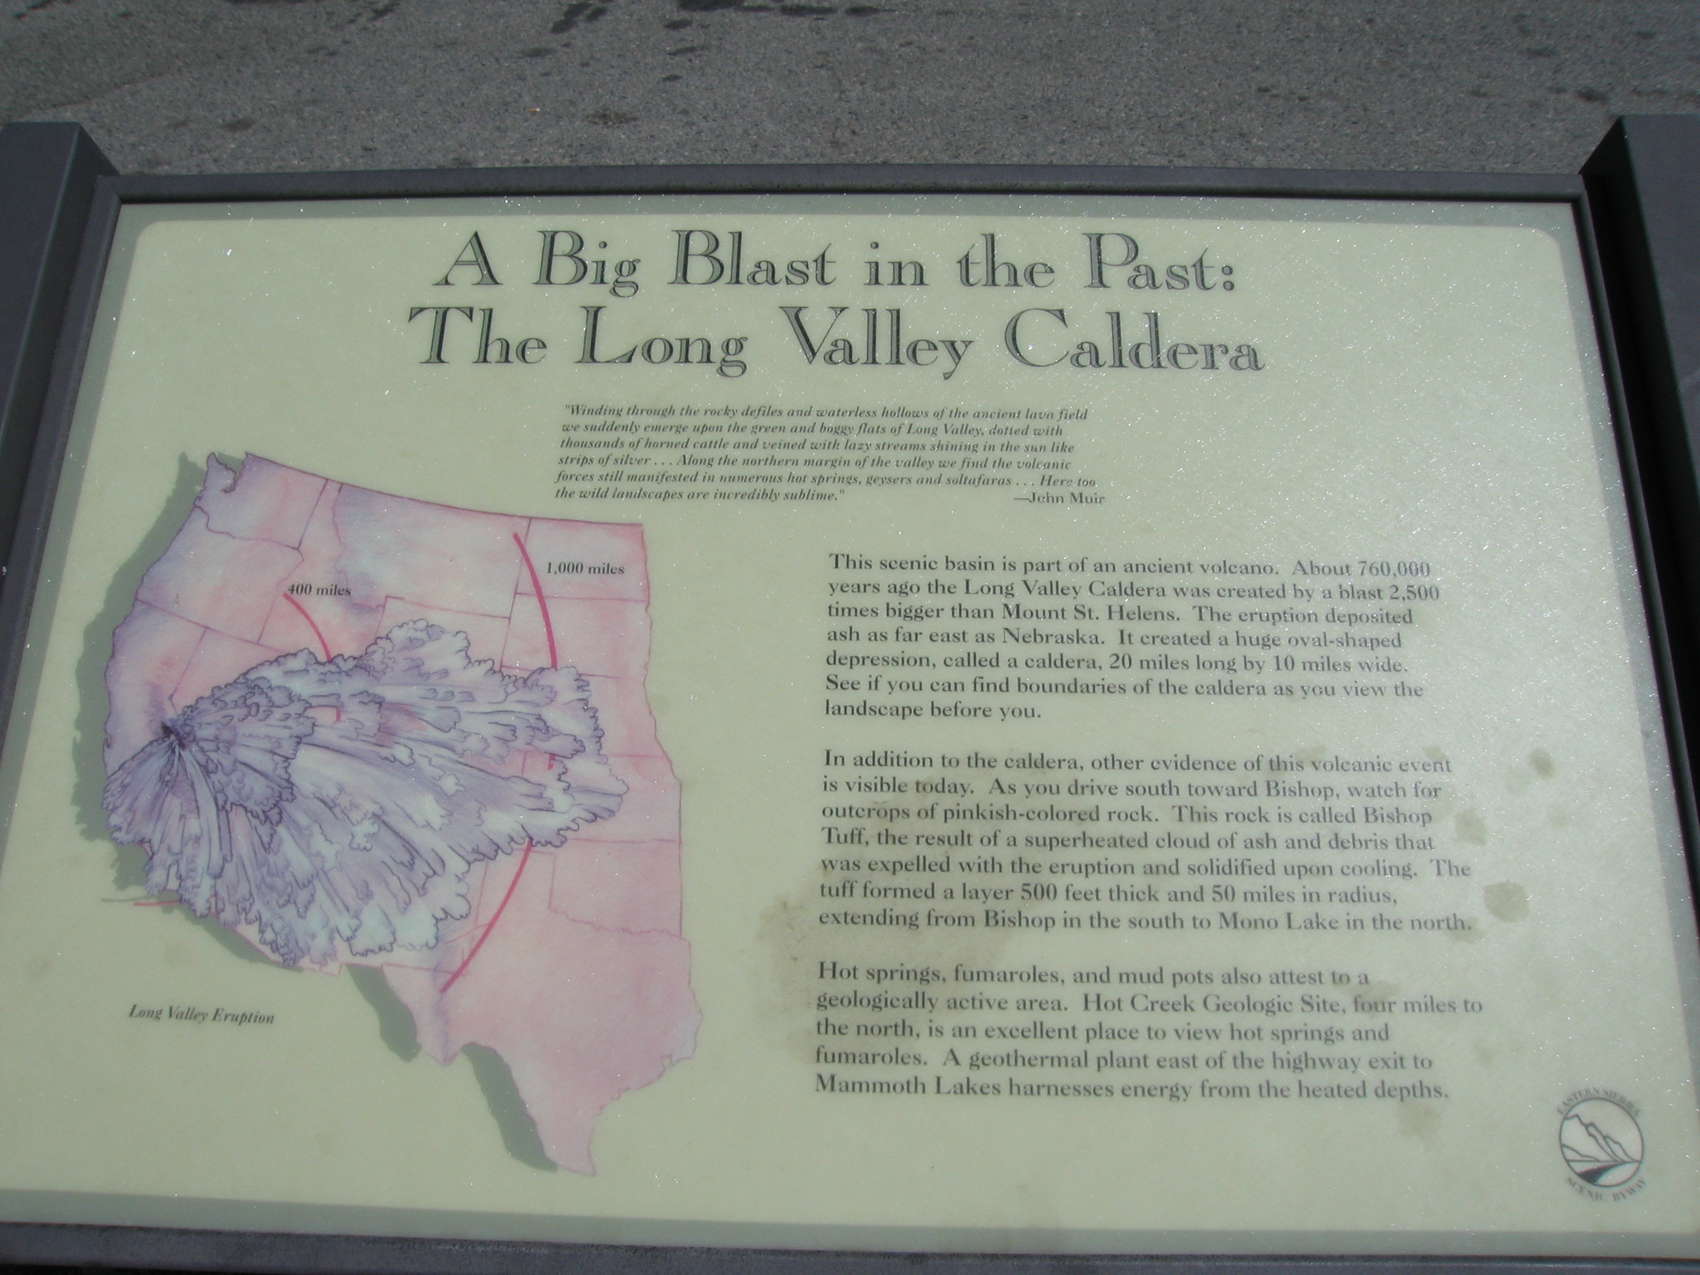 A Big Blast in the Past:
The Long Valley Caldera
"Winding through the rocky defiles and waterless hollows of the ancient lava field
we suddenly emerge upon the green and boggy flats of Long Valley, dotted with
thousands of horned cattle and veined with lazy streams shining in the sun like
strips of silver . . . Along the northern margin of the valley we find the volcanic
forces still manifested in numerous hot springs, geysers and soltafaras . . . Here too
the wild landscapes are incredibly sublime."
—John Muir
400 miles
1,000 miles
Long Valley Eruption
This scenic basin is part of an ancient volcano. About 760,000
years ago the Long Valley Caldera was created by a blast 2,500
times bigger than Mount St. Helens. The eruption deposited
ash as far east as Nebraska. It created a huge oval-shaped
depression, called a caldera, 20 miles long by 10 miles wide.
See if you can find boundaries of the caldera as you view the
landscape before you.
In addition to the caldera, other evidence of this volcanic event
is visible today. As you drive south toward Bishop, watch for
outcrops of pinkish-colored rock. This rock is called Bishop
Tuff, the result of a superheated cloud of ash and debris that
was expelled with the eruption and solidified upon cooling. The
tuff formed a layer 500 feet thick and 50 miles in radius,
extending from Bishop in the south to Mono Lake in the north.
Hot springs, fumaroles, and mud pots also attest to a
geologically active area. Hot Creek Geologic Site, four miles to
the north, is an excellent place to view hot springs and
fumaroles. A geothermal plant east of the highway exit to
Mammoth Lakes harnesses energy from the heated depths.
EASTERN SIERRA
SCENIC BYWAY